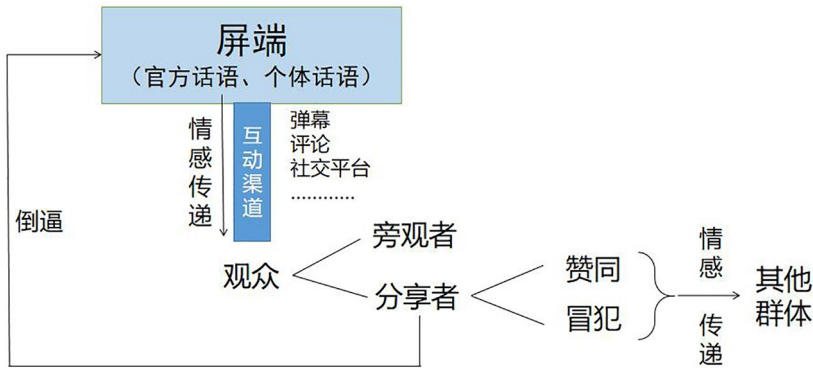 屏端
（官方话语、个体话语）
情感传递
互动渠道
弹幕
评论
社交平台
…………
倒逼
观众
旁观者
分享者
赞同
冒犯
情感
传递
其他
群体